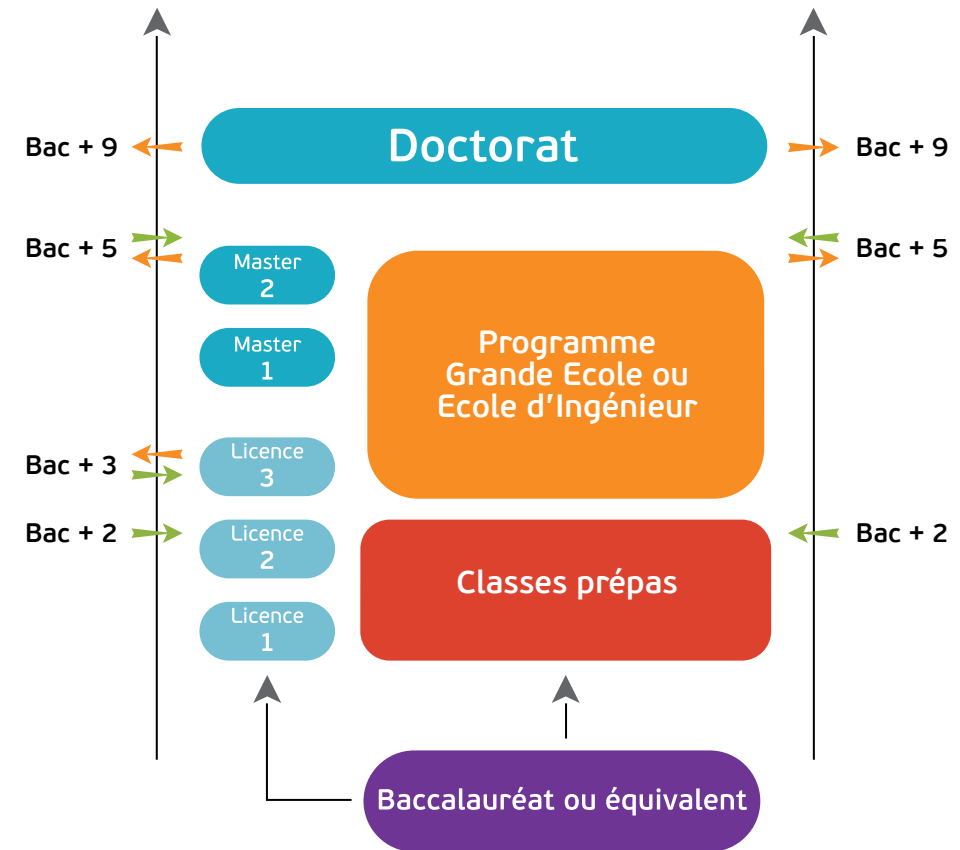 Bac + 9
Doctorat
Bac + 9
Bac + 5
Master
2
Bac + 5
Master
1
Programme
Grande Ecole ou
Ecole d'Ingénieur
Bac + 3
Licence
3
Bac + 2
Licence
2
Bac + 2
Classes prépas
Licence
1
Baccalauréat ou équivalent